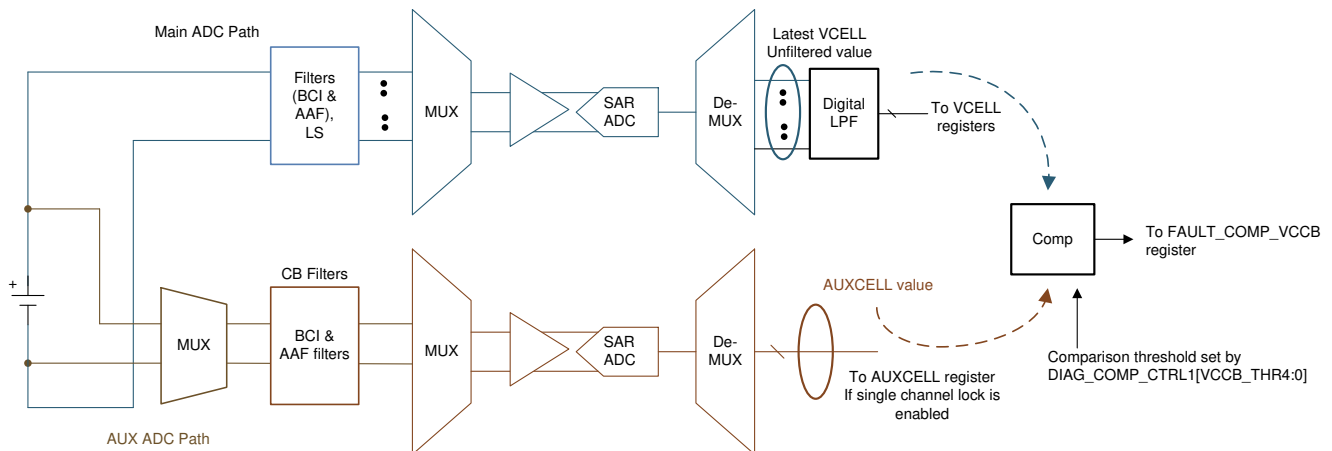 Main ADC Path
Filters
(BCI &
AAF),
LS
MUX
SAR
ADC
De-
MUX
Latest VCELL
Unfiltered value
Digital
LPF
To VCELL
registers
Comp
To FAULT_COMP_VCCB
register
+
CB Filters
MUX
BCI &
AAF filters
MUX
SAR
ADC
De-
MUX
AUXCELL value
To AUXCELL register
If single channel lock is
enabled
Comparison threshold set by
DIAG_COMP_CTRL1[VCCB_THR4:0]
AUX ADC Path